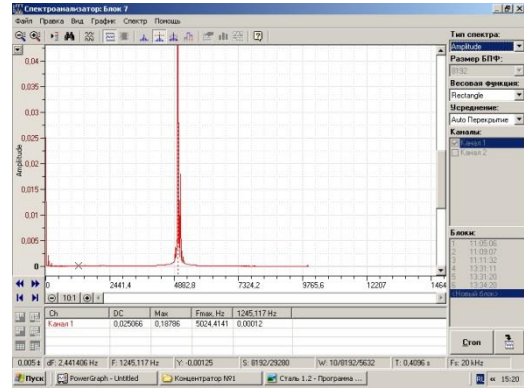 Спектроанализатор: Блок 7
Файл Правка Вид График Спектр Помощь
Тип спектра:
Amplitude
Размер БПФ:
8192
Весовая функция:
Rectangle
Усреднение:
Auto Перекрытие
Каналы:
Канал 1
Канал 2
Amplitude
0,04
0,035
0,03
0,025
0,02
0,015
0,01
0,005
0
0 2441,4 4882,8 7324,2 9765,6 12207 1464
10:1
Блоки:
1 11:05:06
2 11:09:07
3 11:11:32
4 13:31:11
5 13:31:20
6 13:34:20
<Новый блок>
Ch DC Max Fmax, Hz 1245,117 Hz
Канал 1 0,025066 0,18786 5024,4141 0,00012
Стоп
0,005 ± dF: 2,441406 Hz F: 1245,117 Hz Y: -0,00125 S: 8192/29280 W: 10/8192/5632 T: 0,4096 s Fs: 20 kHz
Пуск PowerGraph - Untitled Концентратор №1 Сталь 1.2 - Програма ... RL « 15:20